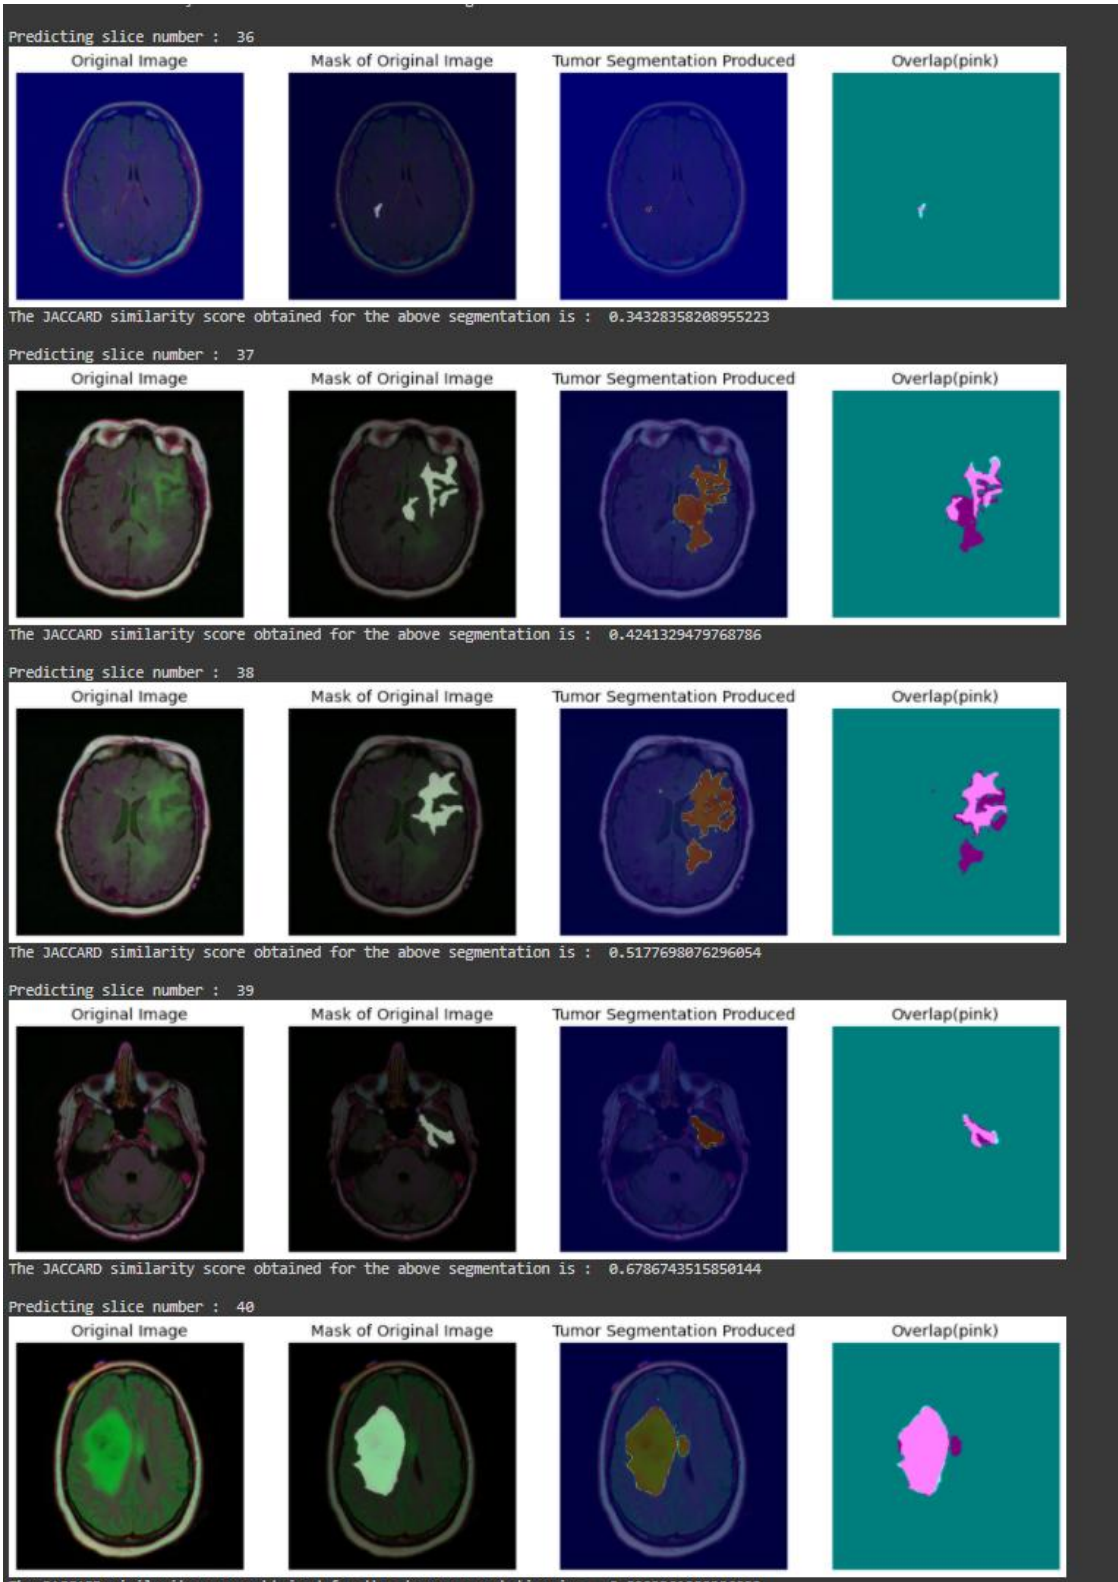 Predicting slice number :  36
Original Image Mask of Original Image Tumor Segmentation Produced Overlap(pink)
The JACCARD similarity score obtained for the above segmentation is :  0.34328358208955223
Predicting slice number :  37
Original Image Mask of Original Image Tumor Segmentation Produced Overlap(pink)
The JACCARD similarity score obtained for the above segmentation is :  0.4241329479768786
Predicting slice number :  38
Original Image Mask of Original Image Tumor Segmentation Produced Overlap(pink)
The JACCARD similarity score obtained for the above segmentation is :  0.5177698076296054
Predicting slice number :  39
Original Image Mask of Original Image Tumor Segmentation Produced Overlap(pink)
The JACCARD similarity score obtained for the above segmentation is :  0.6786743515850144
Predicting slice number :  40
Original Image Mask of Original Image Tumor Segmentation Produced Overlap(pink)